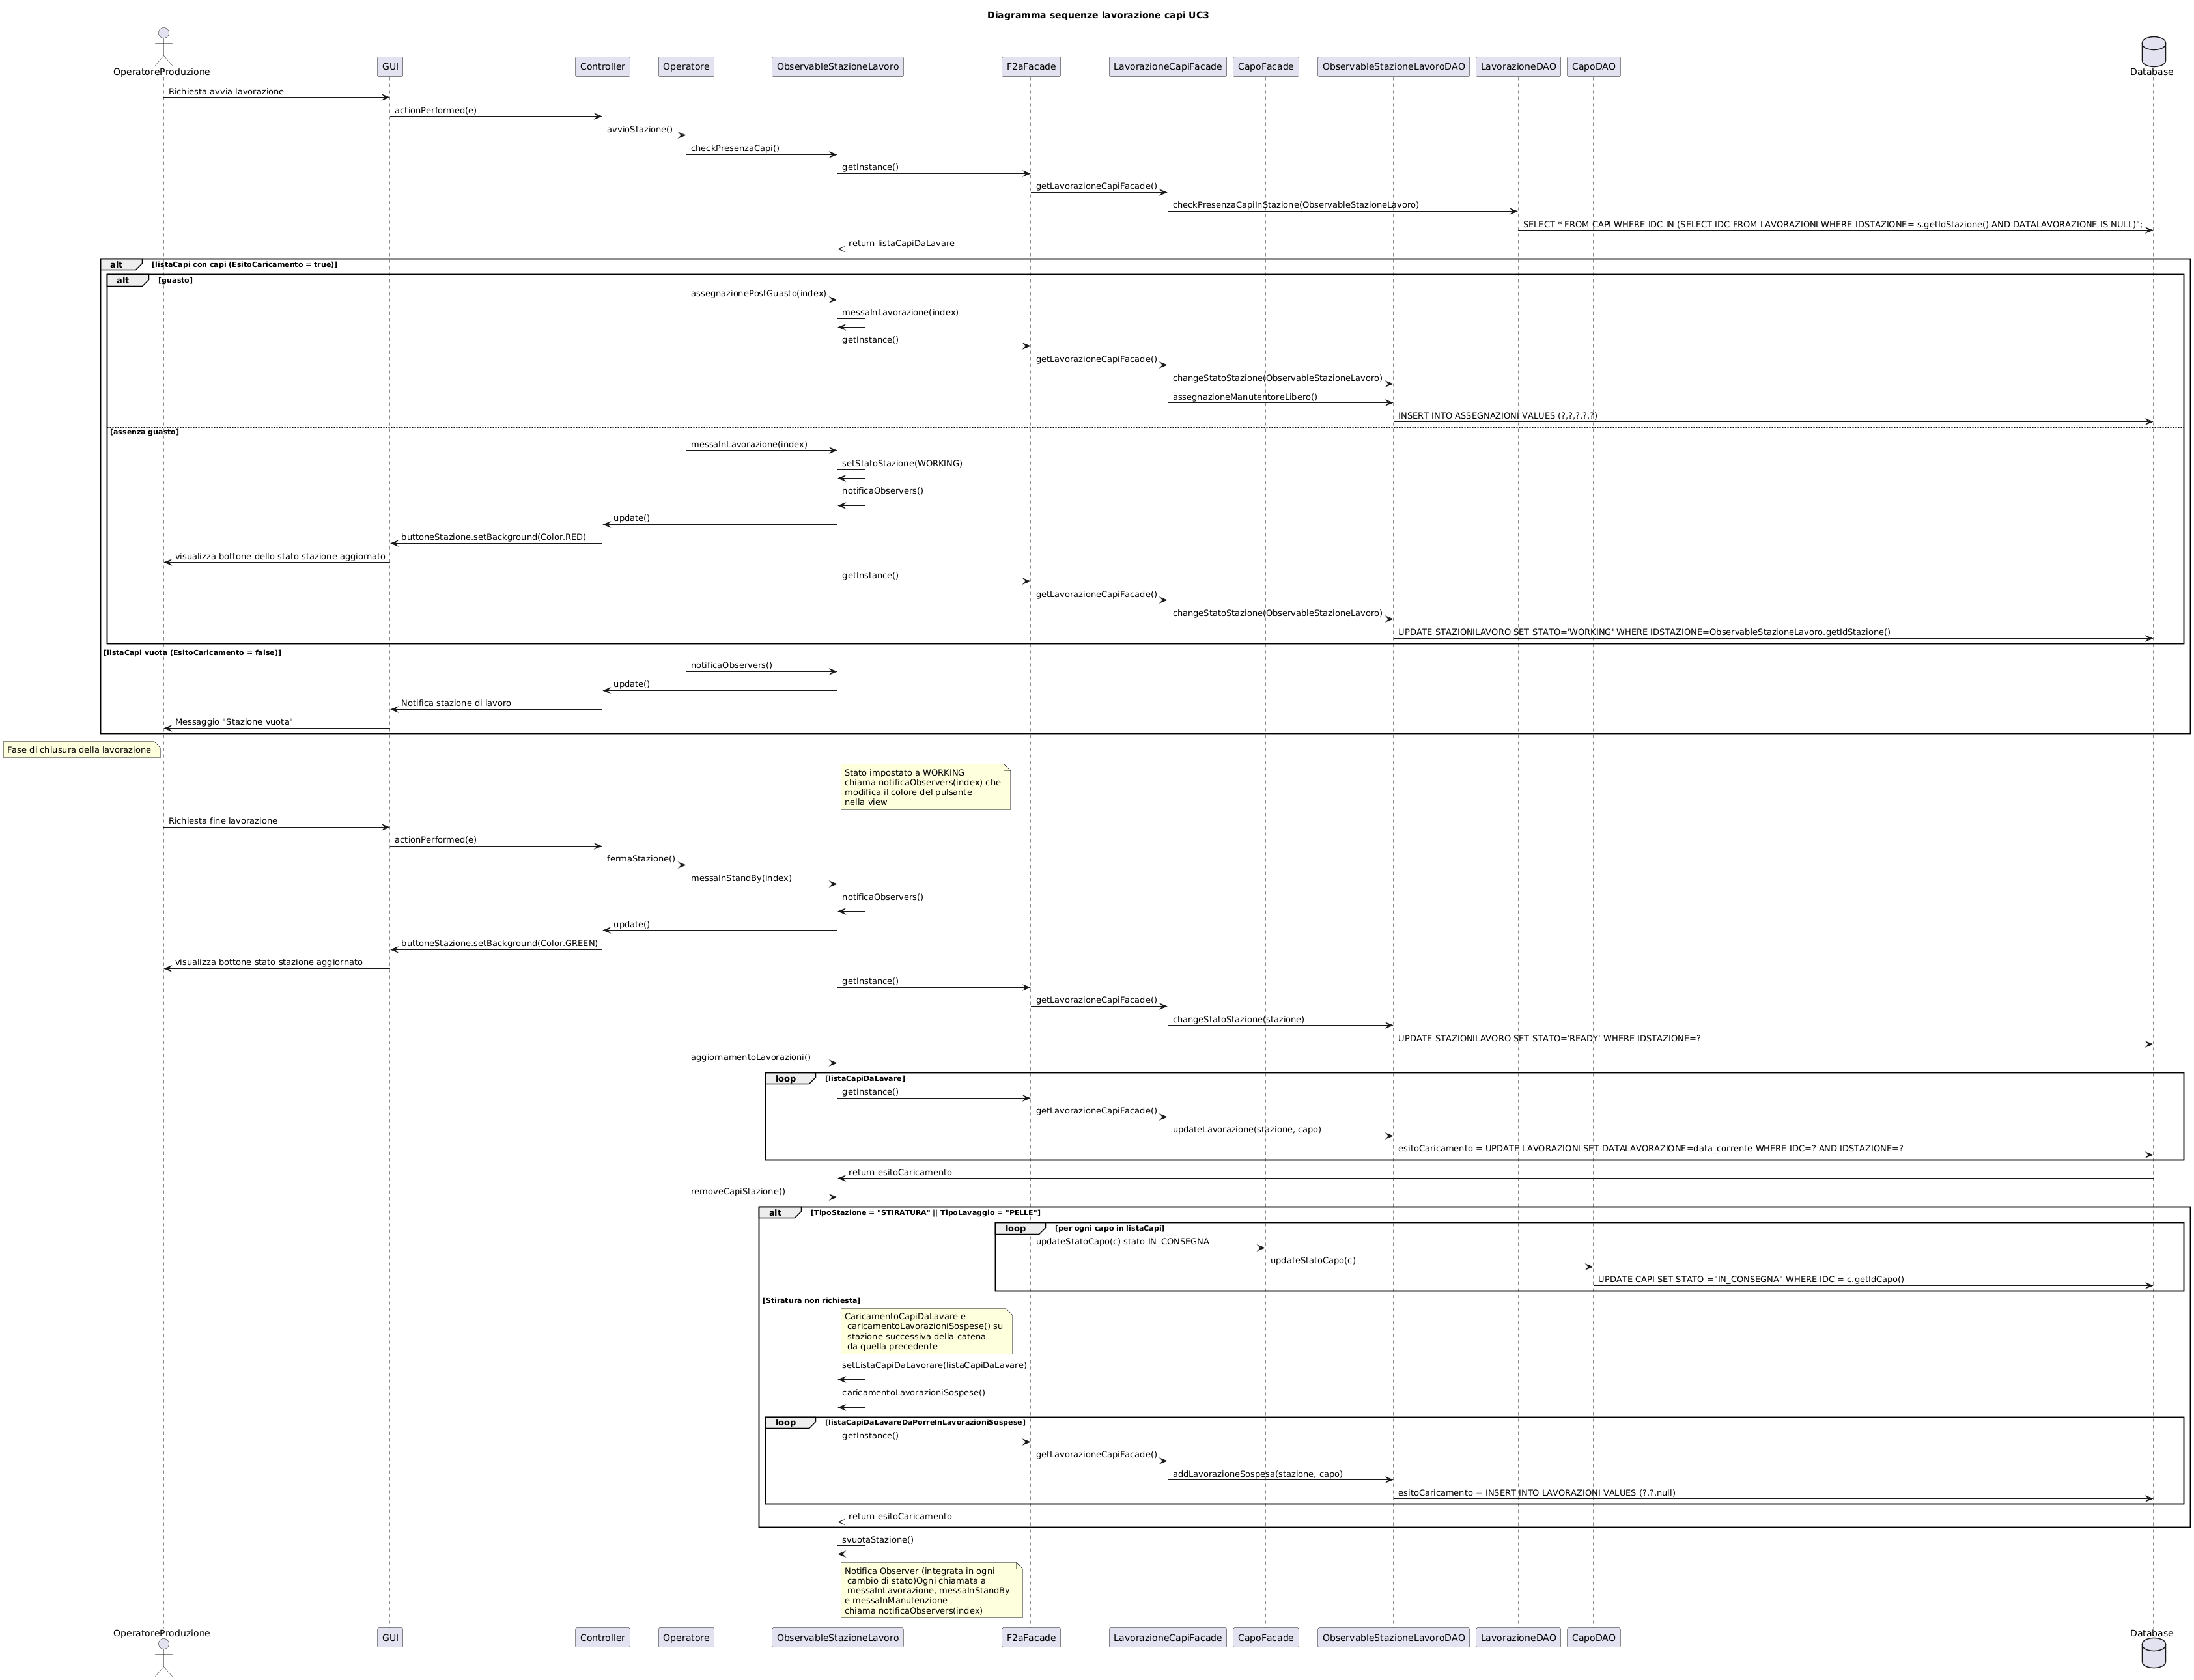 Diagramma sequenze lavorazione capi UC3
OperatoreProduzione
GUI
Controller
Operatore
ObservableStazioneLavoro
F2aFacade
LavorazioneCapiFacade
CapoFacade
ObservableStazioneLavoroDAO
LavorazioneDAO
CapoDAO
Database
Richiesta avvia lavorazione
actionPerformed(e)
avvioStazione()
checkPresenzaCapi()
getInstance()
getLavorazioneCapiFacade()
checkPresenzaCapiInStazione(ObservableStazioneLavoro)
SELECT * FROM CAPI WHERE IDC IN (SELECT IDC FROM LAVORAZIONI WHERE IDSTAZIONE= s.getIdStazione() AND DATALAVORAZIONE IS NULL)";
return listaCapiDaLavare
alt [listaCapi con capi (EsitoCaricamento = true)]
alt [guasto]
assegnazionePostGuasto(index)
messaInLavorazione(index)
getInstance()
getLavorazioneCapiFacade()
changeStatoStazione(ObservableStazioneLavoro)
assegnazioneManutentoreLibero()
INSERT INTO ASSEGNAZIONI VALUES (?,?,?,?,?)
[assenza guasto]
messaInLavorazione(index)
setStatoStazione(WORKING)
notificaObservers()
update()
buttoneStazione.setBackground(Color.RED)
visualizza bottone dello stato stazione aggiornato
getInstance()
getLavorazioneCapiFacade()
changeStatoStazione(ObservableStazioneLavoro)
UPDATE STAZIONILAVORO SET STATO='WORKING' WHERE IDSTAZIONE=ObservableStazioneLavoro.getIdStazione()
[listaCapi vuota (EsitoCaricamento = false)]
notificaObservers()
update()
Notifica stazione di lavoro
Messaggio "Stazione vuota"
Fase di chiusura della lavorazione
Stato impostato a WORKING
chiama notificaObservers(index) che
modifica il colore del pulsante
nella view
Richiesta fine lavorazione
actionPerformed(e)
fermaStazione()
messaInStandBy(index)
notificaObservers()
update()
buttoneStazione.setBackground(Color.GREEN)
visualizza bottone stato stazione aggiornato
getInstance()
getLavorazioneCapiFacade()
changeStatoStazione(stazione)
UPDATE STAZIONILAVORO SET STATO='READY' WHERE IDSTAZIONE=?
aggiornamentoLavorazioni()
loop [listaCapiDaLavare]
getInstance()
getLavorazioneCapiFacade()
updateLavorazione(stazione, capo)
esitoCaricamento = UPDATE LAVORAZIONI SET DATALAVORAZIONE=data_corrente WHERE IDC=? AND IDSTAZIONE=?
return esitoCaricamento
removeCapiStazione()
alt [TipoStazione = "STIRATURA" || TipoLavaggio = "PELLE"]
loop [per ogni capo in listaCapi]
updateStatoCapo(c) stato IN_CONSEGNA
updateStatoCapo(c)
UPDATE CAPI SET STATO ="IN_CONSEGNA" WHERE IDC = c.getIdCapo()
[Stiratura non richiesta]
CaricamentoCapiDaLavare e
caricamentoLavorazioniSospese() su
stazione successiva della catena
da quella precedente
setListaCapiDaLavorare(listaCapiDaLavare)
caricamentoLavorazioniSospese()
loop [listaCapiDaLavareDaPorreInLavorazioniSospese]
getInstance()
getLavorazioneCapiFacade()
addLavorazioneSospesa(stazione, capo)
esitoCaricamento = INSERT INTO LAVORAZIONI VALUES (?,?,null)
return esitoCaricamento
svuotaStazione()
Notifica Observer (integrata in ogni
cambio di stato)Ogni chiamata a
messaInLavorazione, messaInStandBy
e messaInManutenzione
chiama notificaObservers(index)
OperatoreProduzione
GUI
Controller
Operatore
ObservableStazioneLavoro
F2aFacade
LavorazioneCapiFacade
CapoFacade
ObservableStazioneLavoroDAO
LavorazioneDAO
CapoDAO
Database